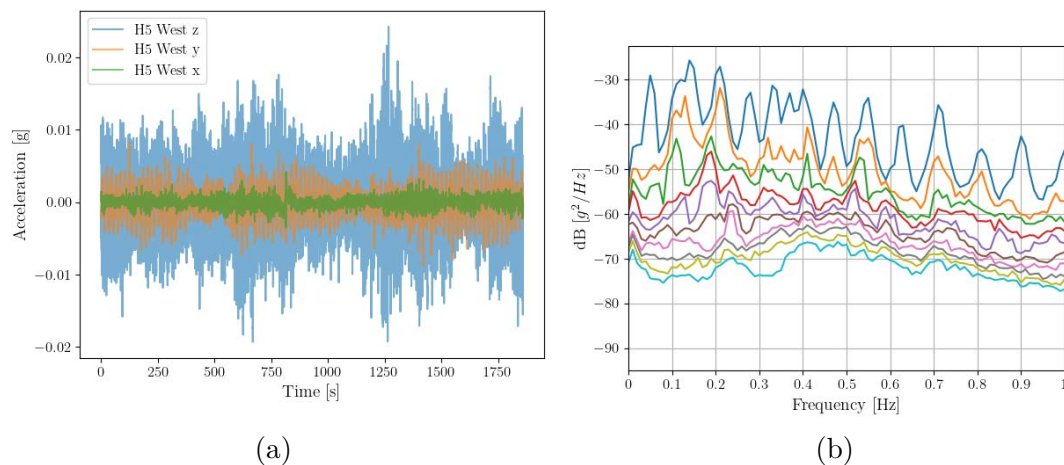 H5 West z
H5 West y
H5 West x
Acceleration [g]
0.02
0.01
0.00
−0.01
−0.02
0 250 500 750 1000 1250 1500 1750
Time [s]
(a)
dB [g²/Hz]
−30
−40
−50
−60
−70
−80
−90
0 0.1 0.2 0.3 0.4 0.5 0.6 0.7 0.8 0.9 1
Frequency [Hz]
(b)